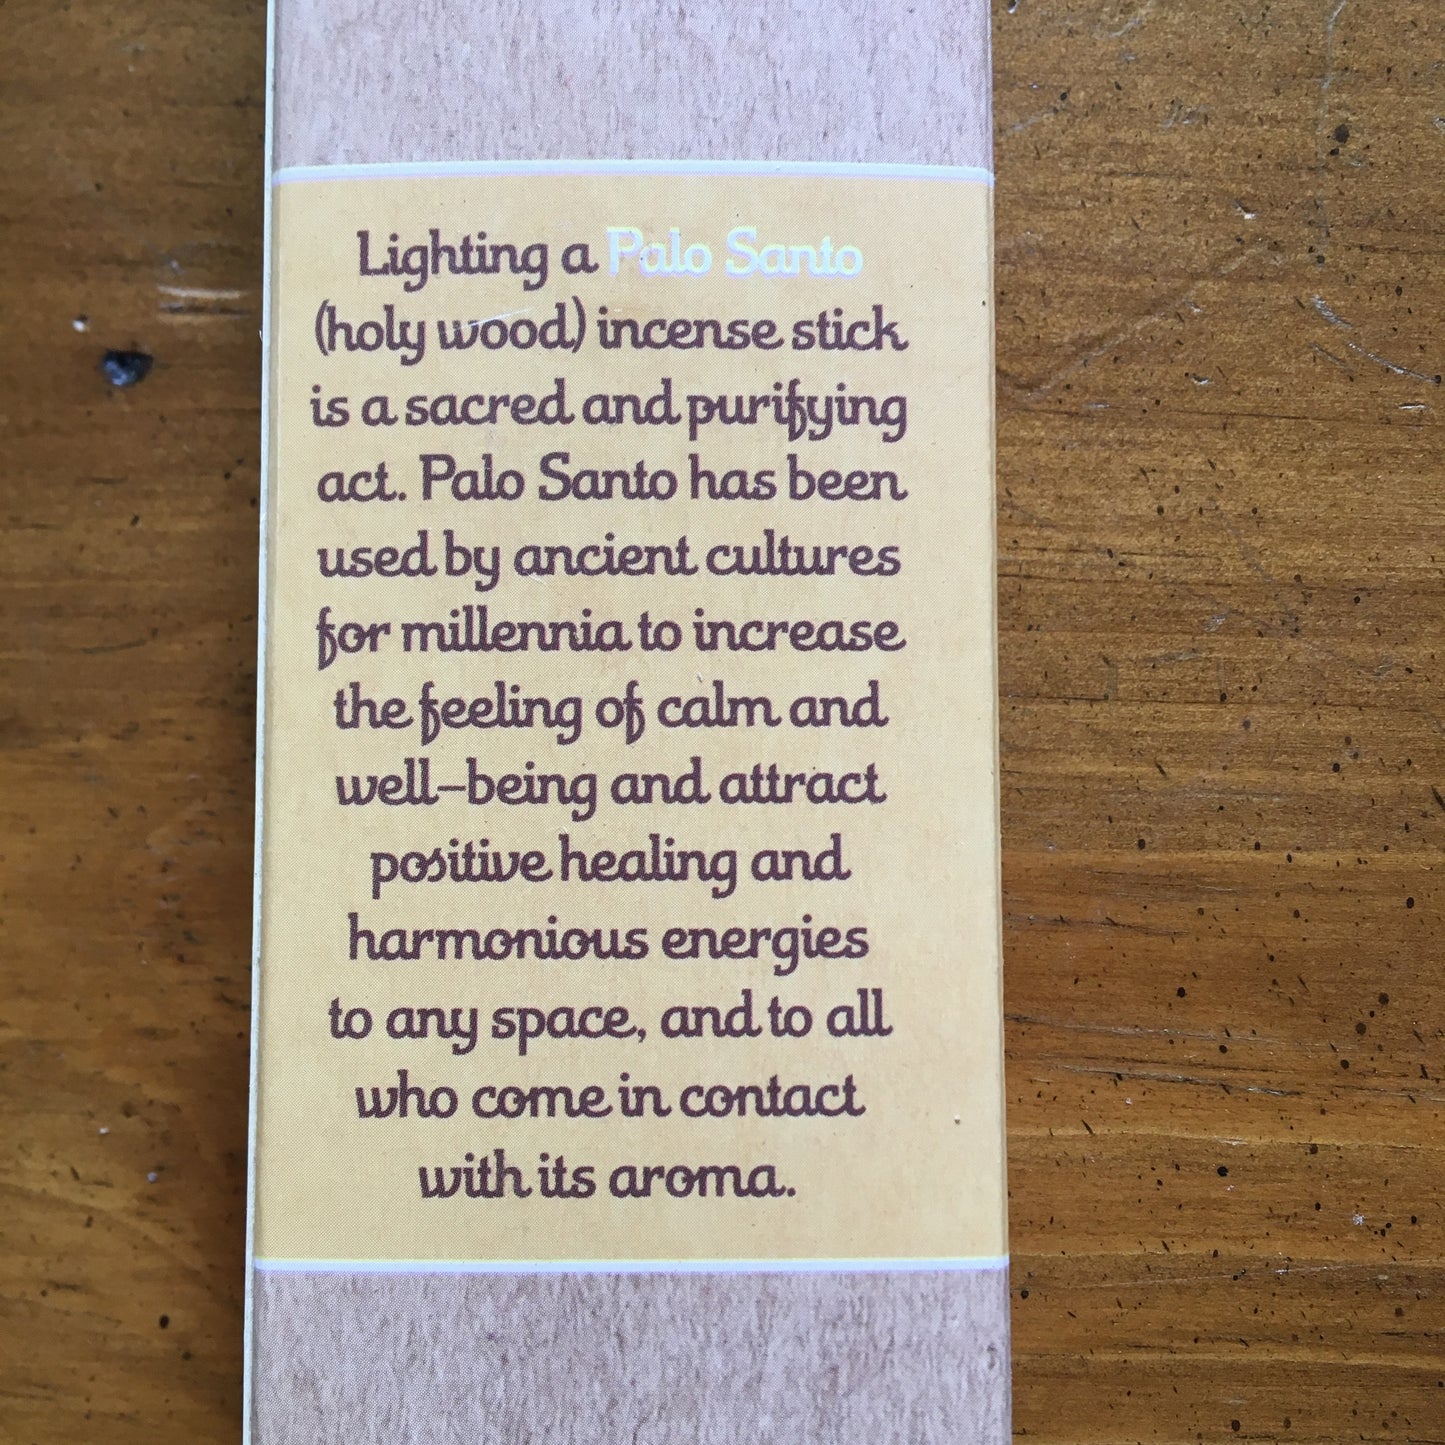 Lighting a Palo Santo
(holy wood) incense stick
is a sacred and purifying
act. Palo Santo has been
used by ancient cultures
for millennia to increase
the feeling of calm and
well-being and attract
positive healing and
harmonious energies
to any space, and to all
who come in contact
with its aroma.